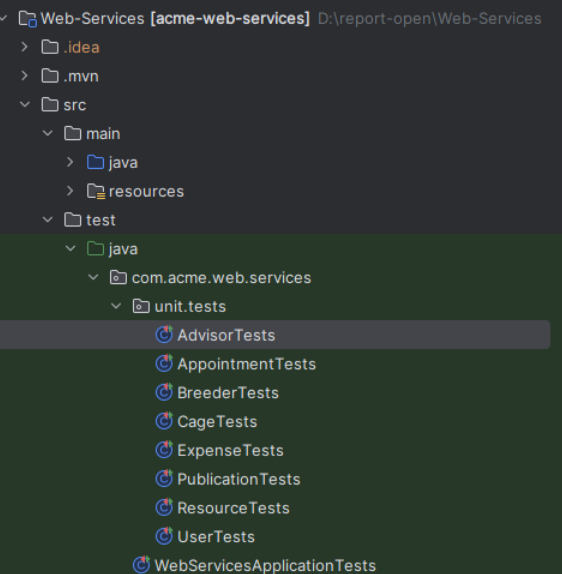 Web-Services [acme-web-services] D:\report-open\Web-Services
.idea
.mvn
src
main
java
resources
test
java
com.acme.web.services
unit.tests
AdvisorTests
AppointmentTests
BreederTests
CageTests
ExpenseTests
PublicationTests
ResourceTests
UserTests
WebServicesApplicationTests